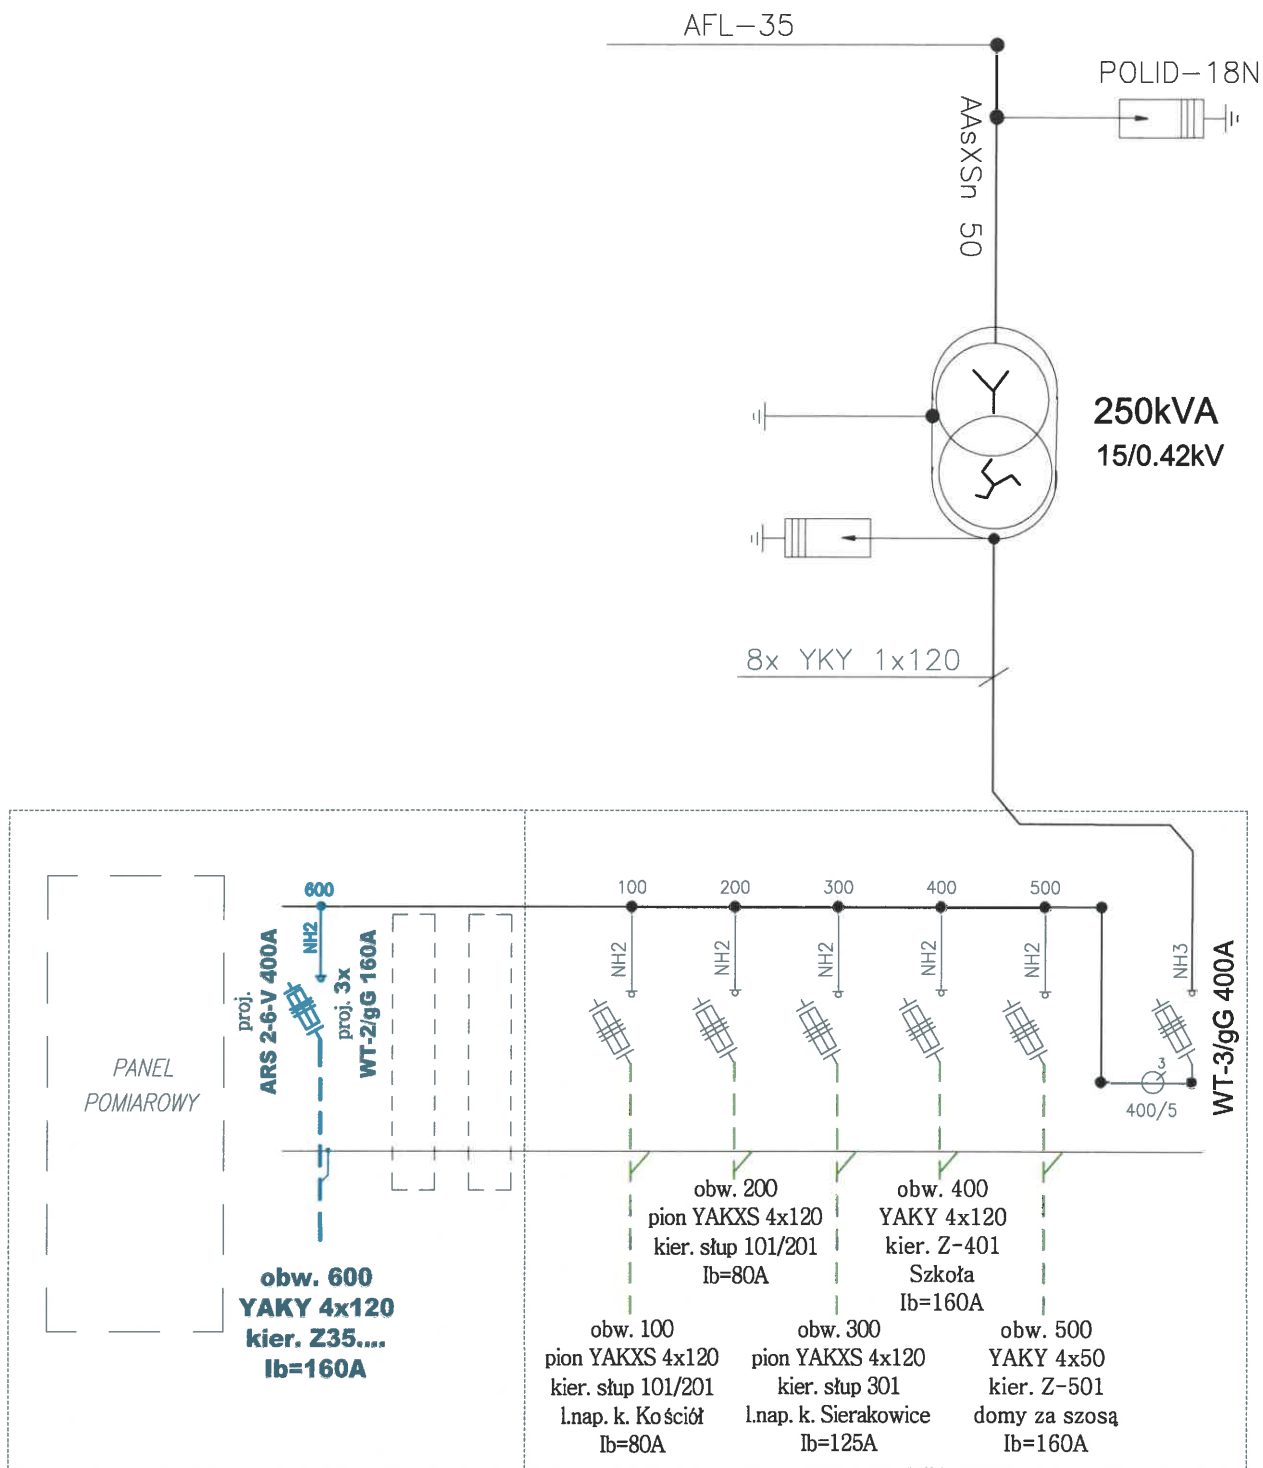 AFL-35
POLID-18N
AAsXSn 50
250kVA
15/0.42kV
8x YKY 1x120
600
100
200
300
400
500
NH2
NH2
NH2
NH2
NH2
NH2
NH3
proj.
ARS 2-6-V 400A
proj. 3x
WT-2/gG 160A
WT-3/gG 400A
3
400/5
PANEL
POMIAROWY
obw. 200
pion YAKXS 4x120
kier. słup 101/201
Ib=80A
obw. 400
YAKY 4x120
kier. Z-401
Szkoła
Ib=160A
obw. 600
YAKY 4x120
kier. Z35....
Ib=160A
obw. 100
pion YAKXS 4x120
kier. słup 101/201
l.nap. k. Kościół
Ib=80A
obw. 300
pion YAKXS 4x120
kier. słup 301
l.nap. k. Sierakowice
Ib=125A
obw. 500
YAKY 4x50
kier. Z-501
domy za szosą
Ib=160A